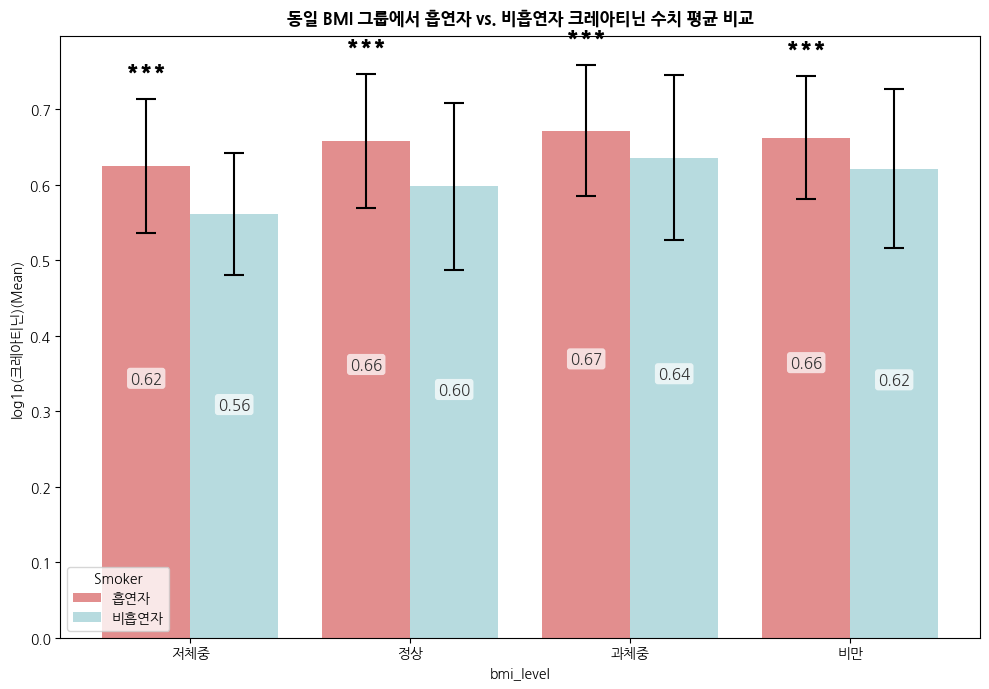 동일 BMI 그룹에서 흡연자 vs. 비흡연자 크레아티닌 수치 평균 비교
***
***
***
***
log1p(크레아티닌)(Mean)
0.7
0.6
0.5
0.4
0.3
0.2
0.1
0.0
0.62
0.56
0.66
0.60
0.67
0.64
0.66
0.62
Smoker
흡연자
비흡연자
저체중
정상
과체중
비만
bmi_level